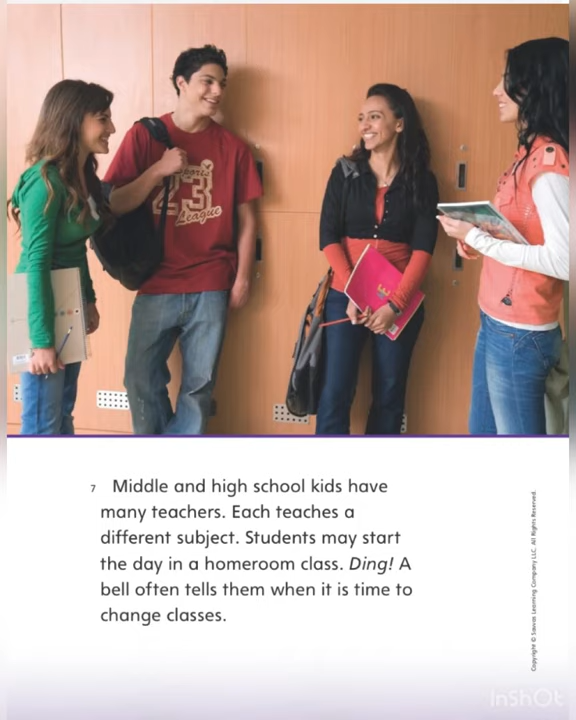 Sports
23
League
7 Middle and high school kids have
many teachers. Each teaches a
different subject. Students may start
the day in a homeroom class. Ding! A
bell often tells them when it is time to
change classes.
Copyright © Savvas Learning Company LLC. All Rights Reserved.
InShOt